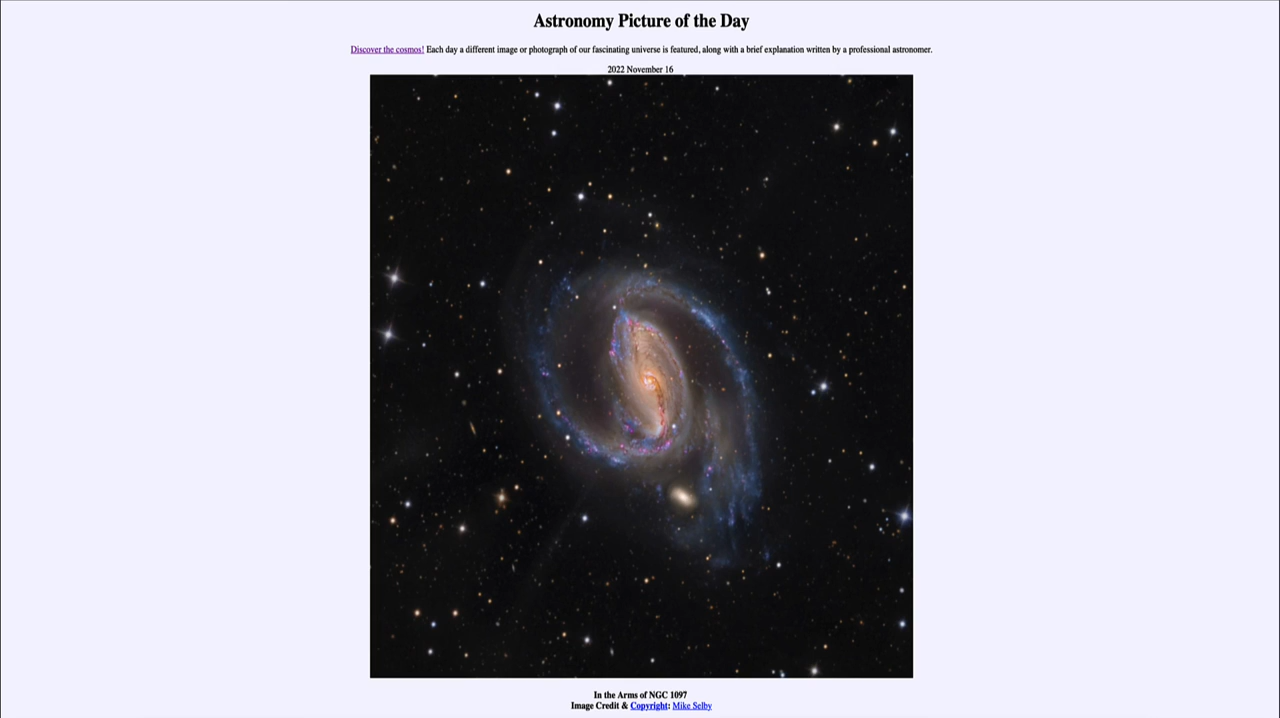 Astronomy Picture of the Day
Discover the cosmos! Each day a different image or photograph of our fascinating universe is featured, along with a brief explanation written by a professional astronomer.
2022 November 16
In the Arms of NGC 1097
Image Credit & Copyright: Mike Selby